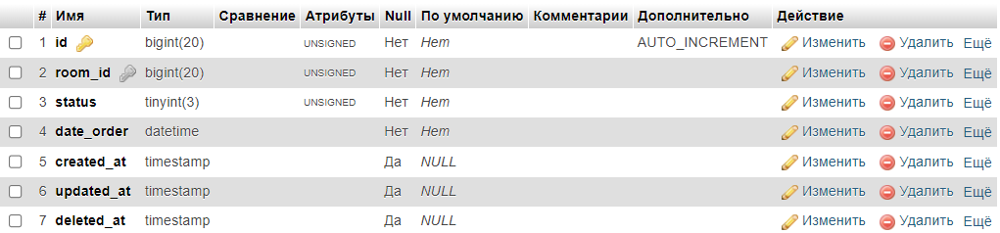 # Имя Тип Сравнение Атрибуты Null По умолчанию Комментарии Дополнительно Действие
1 id bigint(20) UNSIGNED Нет Нет AUTO_INCREMENT Изменить Удалить Ещё
2 room_id bigint(20) UNSIGNED Нет Нет Изменить Удалить Ещё
3 status tinyint(3) UNSIGNED Нет Нет Изменить Удалить Ещё
4 date_order datetime Нет Нет Изменить Удалить Ещё
5 created_at timestamp Да NULL Изменить Удалить Ещё
6 updated_at timestamp Да NULL Изменить Удалить Ещё
7 deleted_at timestamp Да NULL Изменить Удалить Ещё